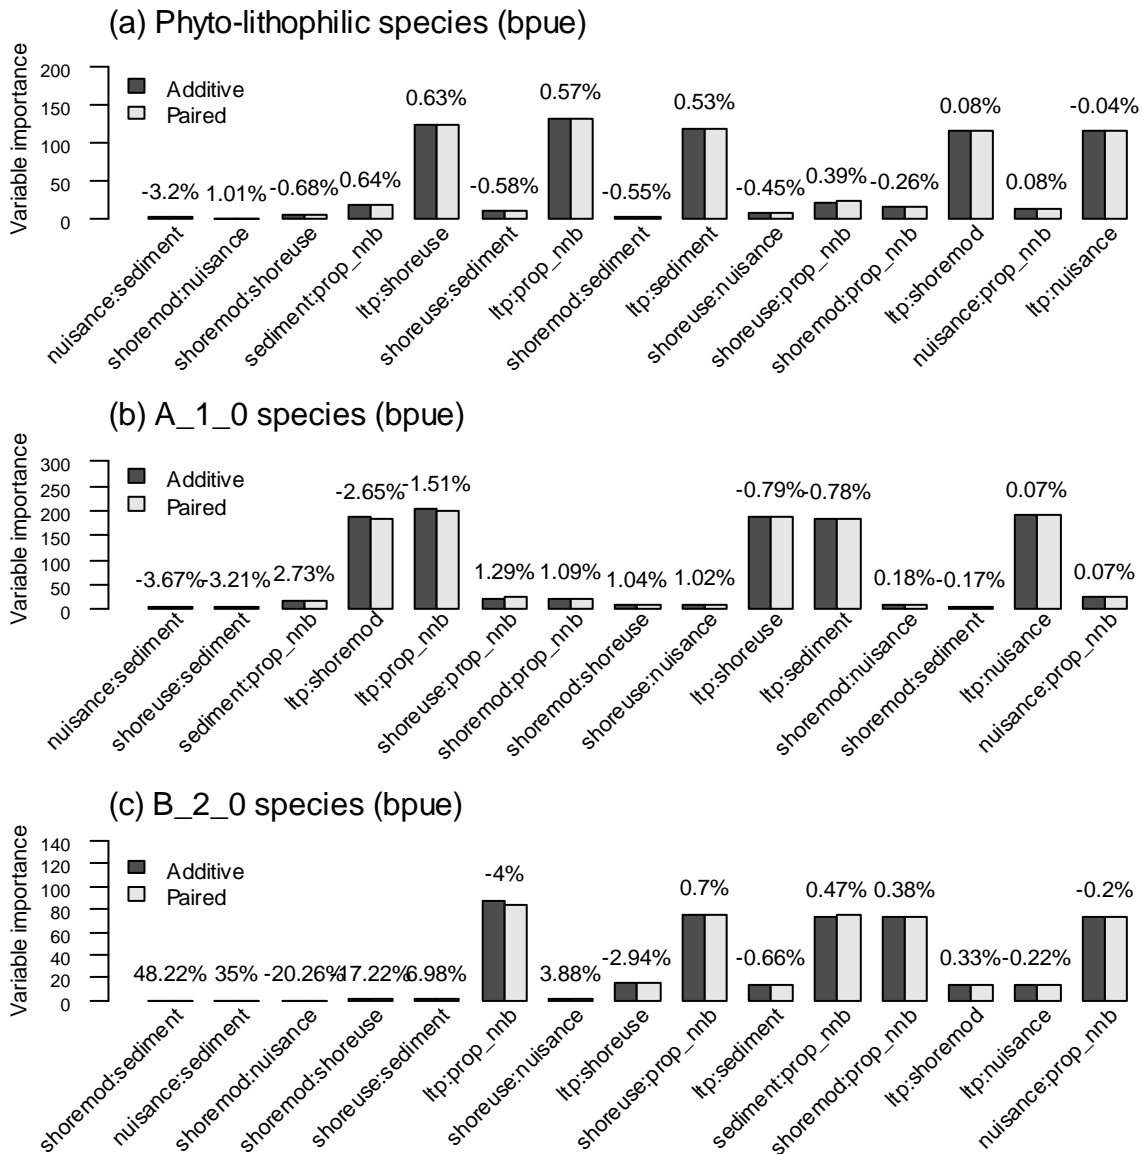 (a) Phyto-lithophilic species (bpue)
Variable importance
200
150
100
50
0
Additive
Paired
-3.2%
1.01%
-0.68%
0.64%
0.63%
-0.58%
0.57%
-0.55%
0.53%
-0.45%
0.39%
-0.26%
0.08%
0.08%
-0.04%
nuisance:sediment
shoremod:nuisance
shoremod:shoreuse
sediment:prop_nnb
ltp:shoreuse
shoreuse:sediment
ltp:prop_nnb
shoremod:sediment
ltp:sediment
shoreuse:nuisance
shoreuse:prop_nnb
shoremod:prop_nnb
ltp:shoremod
nuisance:prop_nnb
ltp:nuisance
(b) A_1_0 species (bpue)
Variable importance
300
250
200
150
100
50
0
Additive
Paired
-3.67%
-3.21%
2.73%
-2.65%
-1.51%
1.29%
1.09%
1.04%
1.02%
-0.79%
-0.78%
0.18%
-0.17%
0.07%
0.07%
nuisance:sediment
shoreuse:sediment
sediment:prop_nnb
ltp:shoremod
ltp:prop_nnb
shoreuse:prop_nnb
shoremod:prop_nnb
shoremod:shoreuse
shoreuse:nuisance
ltp:shoreuse
ltp:sediment
shoremod:nuisance
shoremod:sediment
ltp:nuisance
nuisance:prop_nnb
(c) B_2_0 species (bpue)
Variable importance
140
120
100
80
60
40
20
0
Additive
Paired
48.22%
35%
-20.26%
17.22%
6.98%
-4%
3.88%
-2.94%
0.7%
-0.66%
0.47%
0.38%
0.33%
-0.22%
-0.2%
shoremod:sediment
nuisance:sediment
shoremod:nuisance
shoremod:shoreuse
shoreuse:sediment
ltp:prop_nnb
shoreuse:nuisance
ltp:shoreuse
shoreuse:prop_nnb
ltp:sediment
sediment:prop_nnb
shoremod:prop_nnb
ltp:shoremod
ltp:nuisance
nuisance:prop_nnb